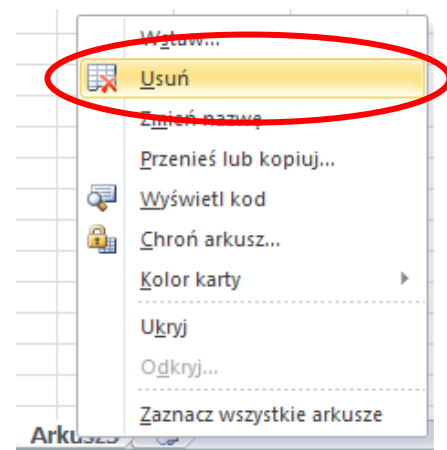 Wstaw...
Usuń
Zmień nazwę
Przenieś lub kopiuj...
Wyświetl kod
Chroń arkusz...
Kolor karty
Ukryj
Odkryj...
Zaznacz wszystkie arkusze
Arkusz3